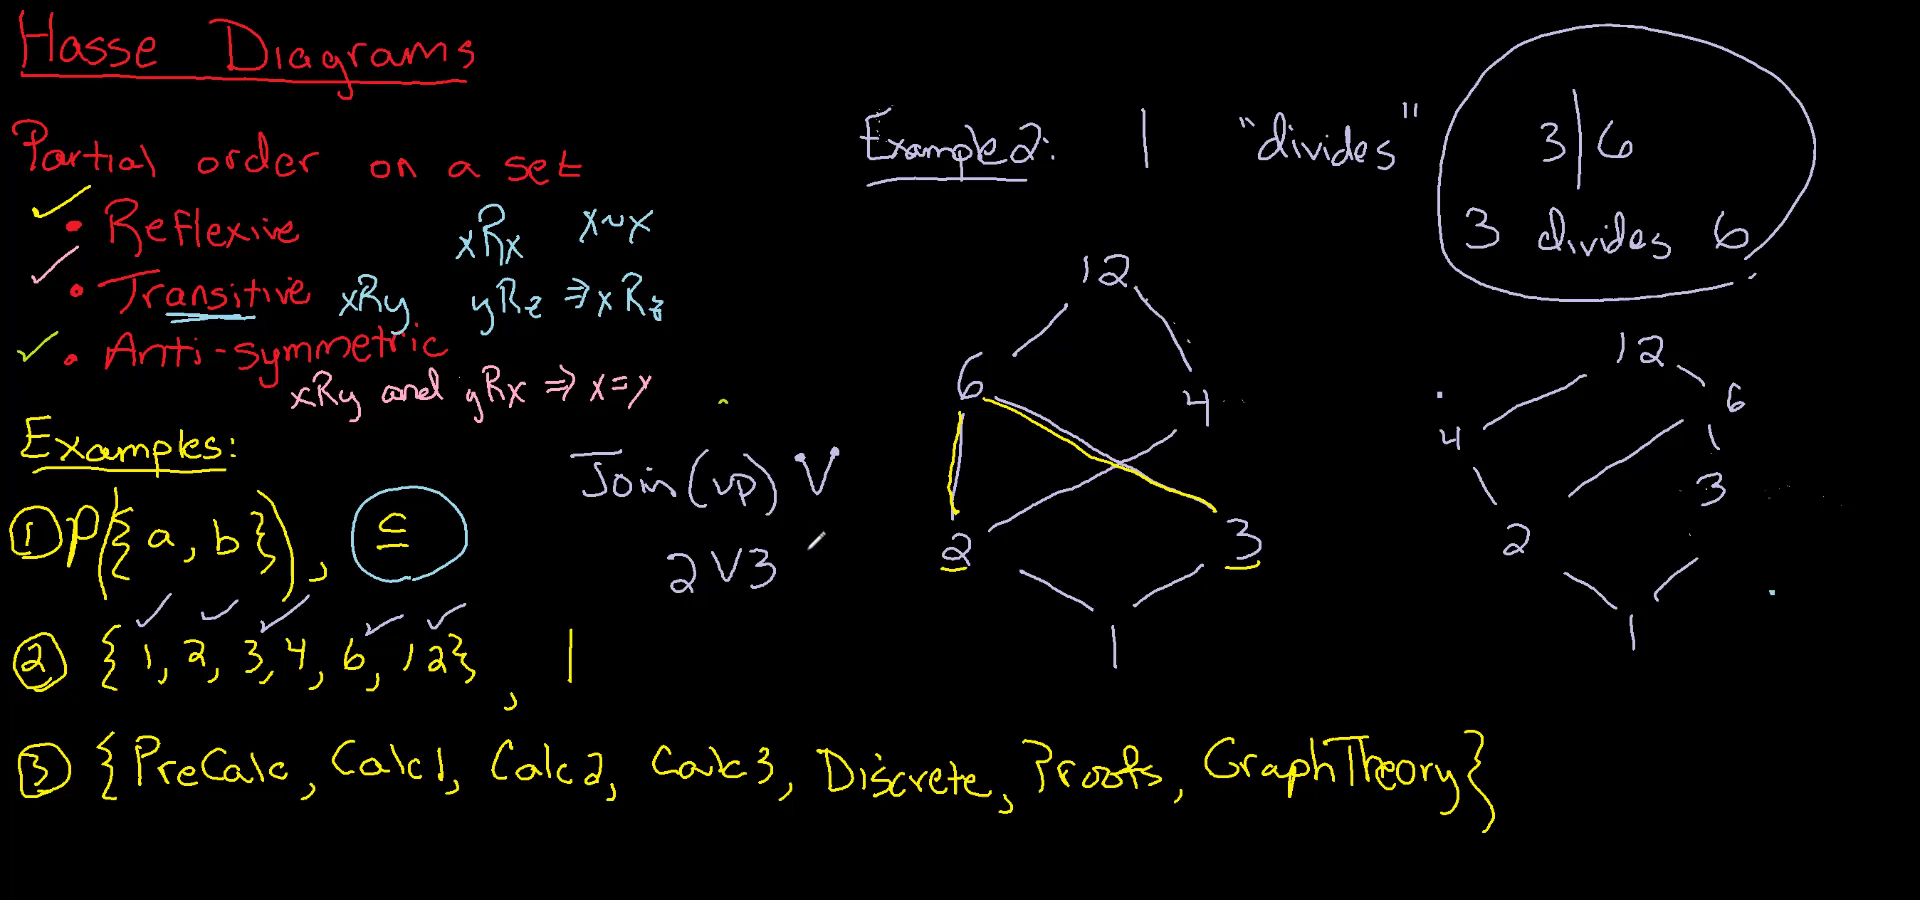 Hasse Diagrams
Partial order on a set
• Reflexive xRx x~x
• Transitive xRy yRz ⇒ xRz
• Anti-symmetric
xRy and yRx ⇒ x=y
Examples:
① P({a, b}), ⊆
② {1, 2, 3, 4, 6, 12}, |
③ {PreCalc, Calc1, Calc2, Calc3, Discrete, Proofs, GraphTheory}
Join (up) V
2 V 3
Example 2: | "divides"
3|6
3 divides 6
12
6 4
2 3
1
12
4 6
3
2
1